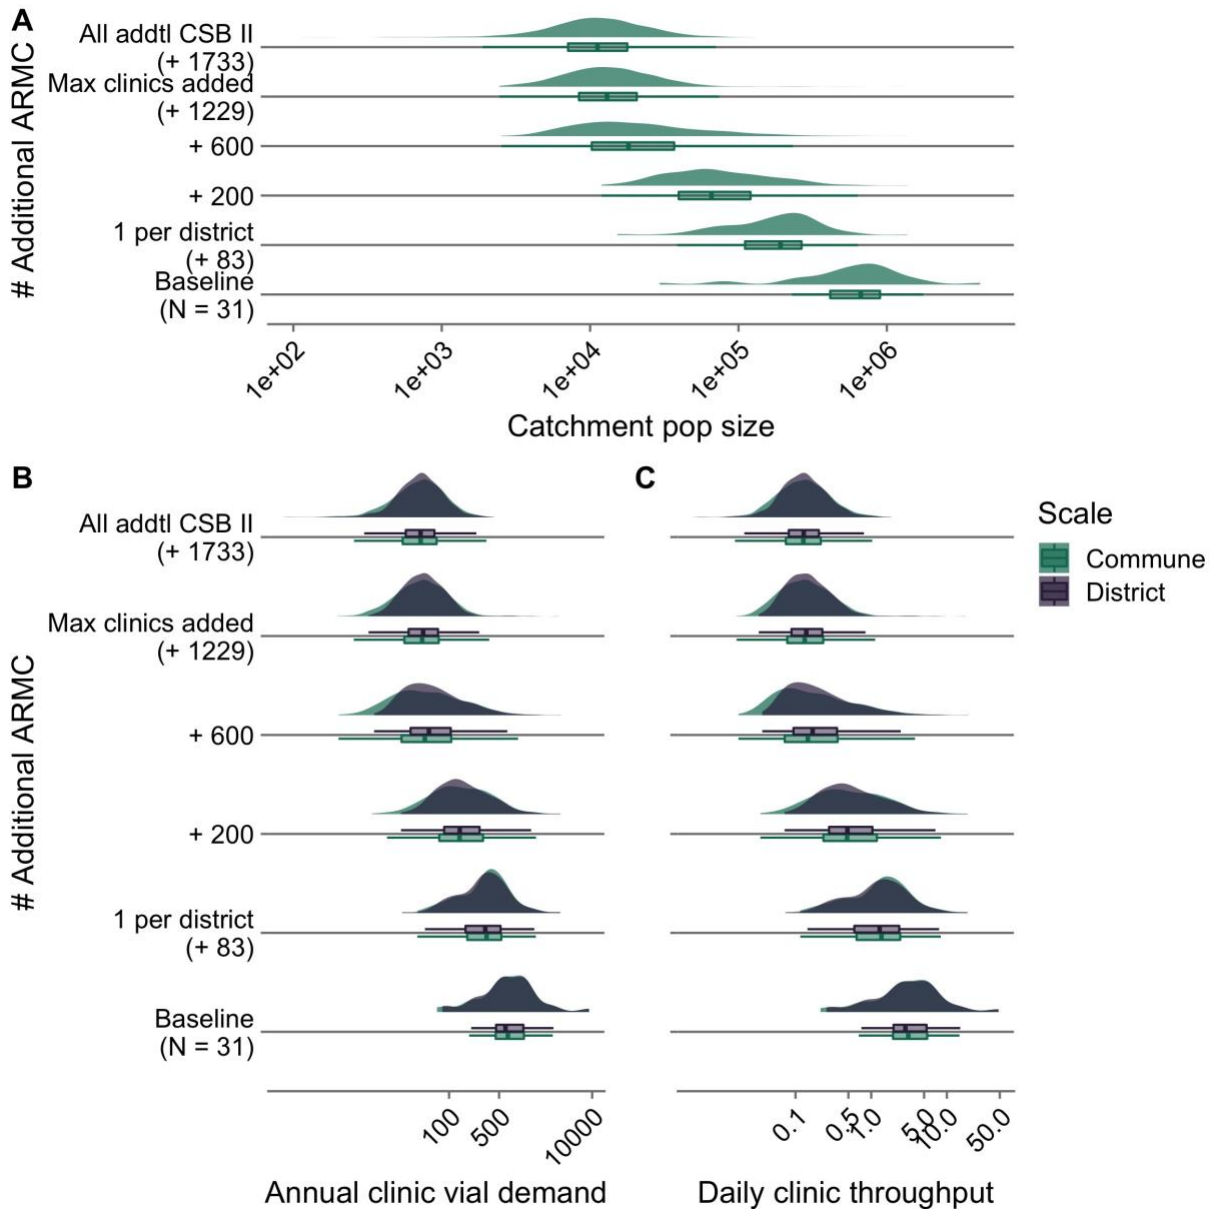 A
# Additional ARMC
All addtl CSB II
(+ 1733)
Max clinics added
(+ 1229)
+ 600
+ 200
1 per district
(+ 83)
Baseline
(N = 31)
1e+02
1e+03
1e+04
1e+05
1e+06
Catchment pop size
B
# Additional ARMC
All addtl CSB II
(+ 1733)
Max clinics added
(+ 1229)
+ 600
+ 200
1 per district
(+ 83)
Baseline
(N = 31)
100
500
10000
Annual clinic vial demand
C
0.1
0.5
1.0
5.0
10.0
50.0
Daily clinic throughput
Scale
Commune
District